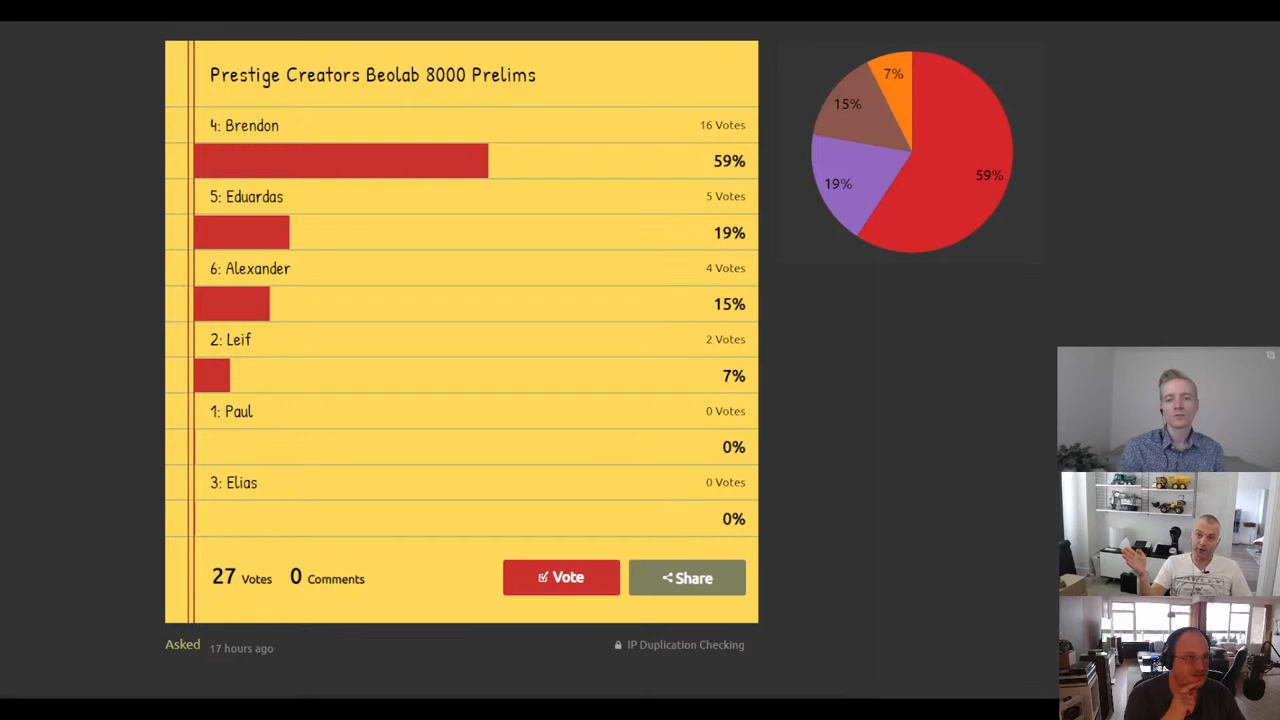 Prestige Creators Beolab 8000 Prelims
4: Brendon 16 Votes
59%
5: Eduardas 5 Votes
19%
6: Alexander 4 Votes
15%
2: Leif 2 Votes
7%
1: Paul 0 Votes
0%
3: Elias 0 Votes
0%
27 Votes 0 Comments Vote Share
Asked 17 hours ago IP Duplication Checking
7%
15%
19%
59%